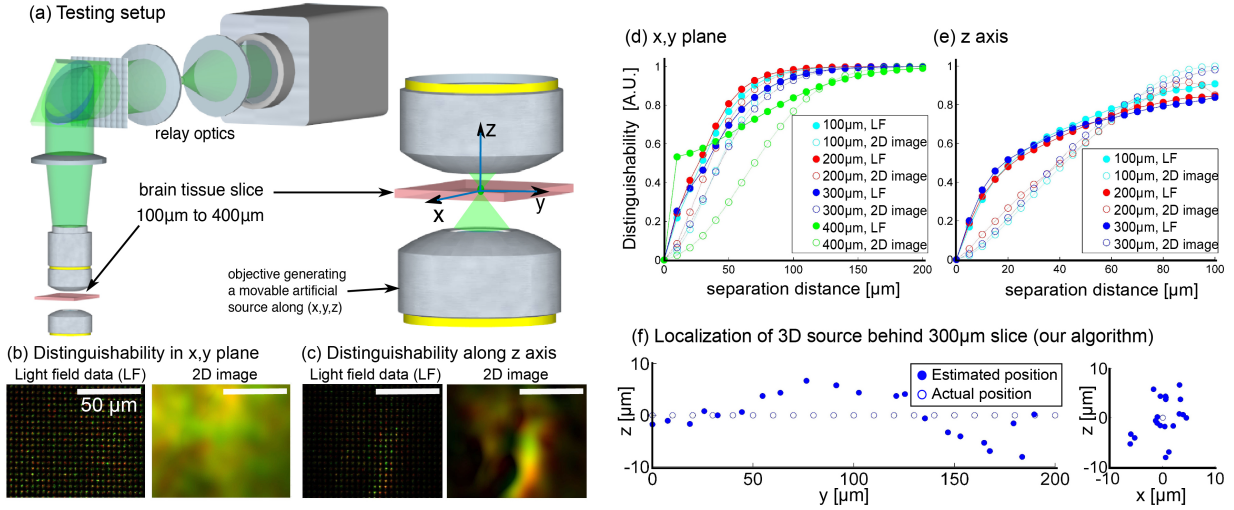 (a) Testing setup
relay optics
brain tissue slice
100µm to 400µm
z
x
y
objective generating
a movable artificial
source along (x,y,z)
(b) Distinguishability in x,y plane
Light field data (LF)
2D image
50 µm
(c) Distinguishability along z axis
Light field data (LF)
2D image
(d) x,y plane
Distinguishability [A.U.]
1
0.8
0.6
0.4
0.2
0
0
50
100
150
200
separation distance [µm]
100µm, LF
100µm, 2D image
200µm, LF
200µm, 2D image
300µm, LF
300µm, 2D image
400µm, LF
400µm, 2D image
(e) z axis
1
0.8
0.6
0.4
0.2
0
0
20
40
60
80
100
separation distance [µm]
100µm, LF
100µm, 2D image
200µm, LF
200µm, 2D image
300µm, LF
300µm, 2D image
(f) Localization of 3D source behind 300µm slice (our algorithm)
z [µm]
10
0
-10
0
50
100
150
200
y [µm]
Estimated position
Actual position
z [µm]
10
0
-10
-10
0
10
x [µm]